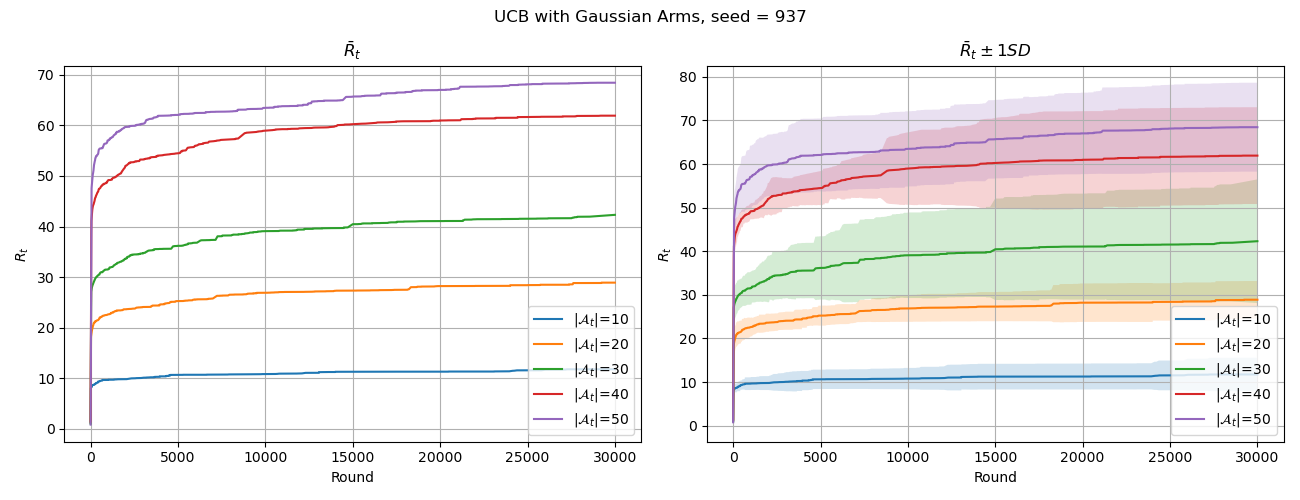 UCB with Gaussian Arms, seed = 937
R̄ₜ
Rₜ
70
60
50
40
30
20
10
0
0 5000 10000 15000 20000 25000 30000
Round
|𝒜ₜ|=10
|𝒜ₜ|=20
|𝒜ₜ|=30
|𝒜ₜ|=40
|𝒜ₜ|=50
R̄ₜ ± 1SD
Rₜ
80
70
60
50
40
30
20
10
0
0 5000 10000 15000 20000 25000 30000
Round
|𝒜ₜ|=10
|𝒜ₜ|=20
|𝒜ₜ|=30
|𝒜ₜ|=40
|𝒜ₜ|=50